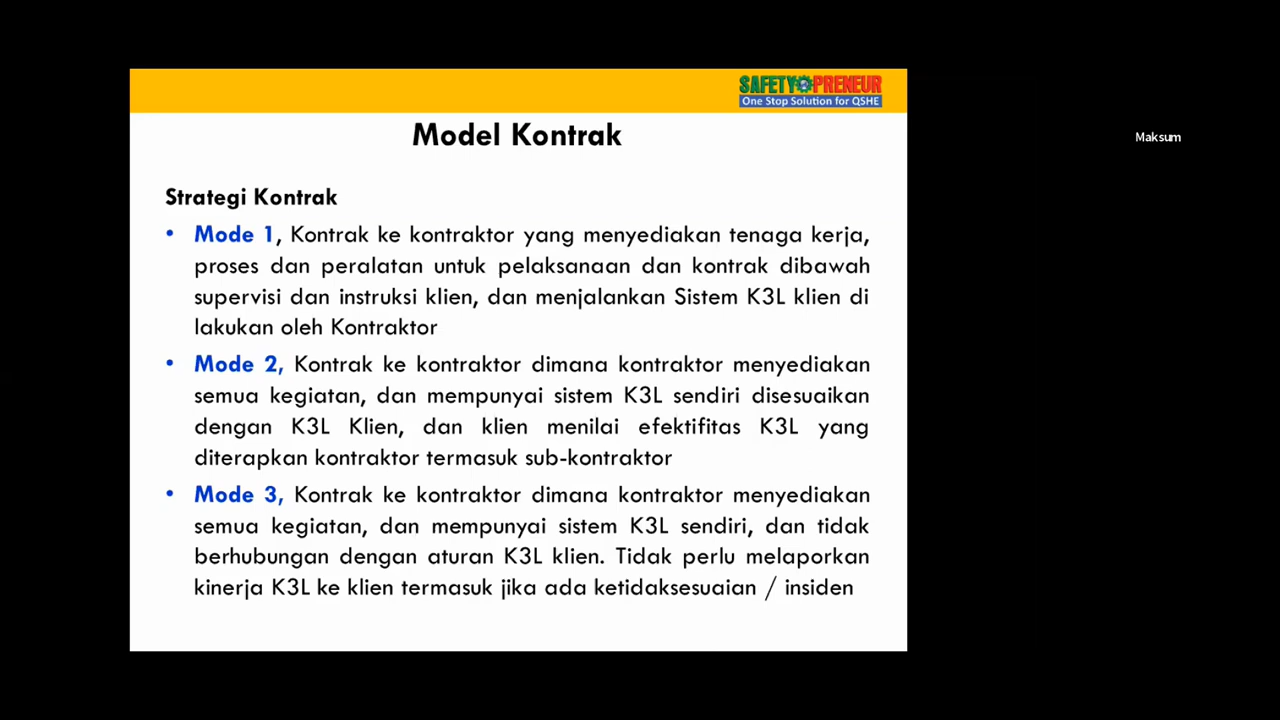 SAFETY PRENEUR
One Stop Solution for QSHE
Model Kontrak
Maksum
Strategi Kontrak
• Mode 1, Kontrak ke kontraktor yang menyediakan tenaga kerja,
proses dan peralatan untuk pelaksanaan dan kontrak dibawah
supervisi dan instruksi klien, dan menjalankan Sistem K3L klien di
lakukan oleh Kontraktor
• Mode 2, Kontrak ke kontraktor dimana kontraktor menyediakan
semua kegiatan, dan mempunyai sistem K3L sendiri disesuaikan
dengan K3L Klien, dan klien menilai efektifitas K3L yang
diterapkan kontraktor termasuk sub-kontraktor
• Mode 3, Kontrak ke kontraktor dimana kontraktor menyediakan
semua kegiatan, dan mempunyai sistem K3L sendiri, dan tidak
berhubungan dengan aturan K3L klien. Tidak perlu melaporkan
kinerja K3L ke klien termasuk jika ada ketidaksesuaian / insiden